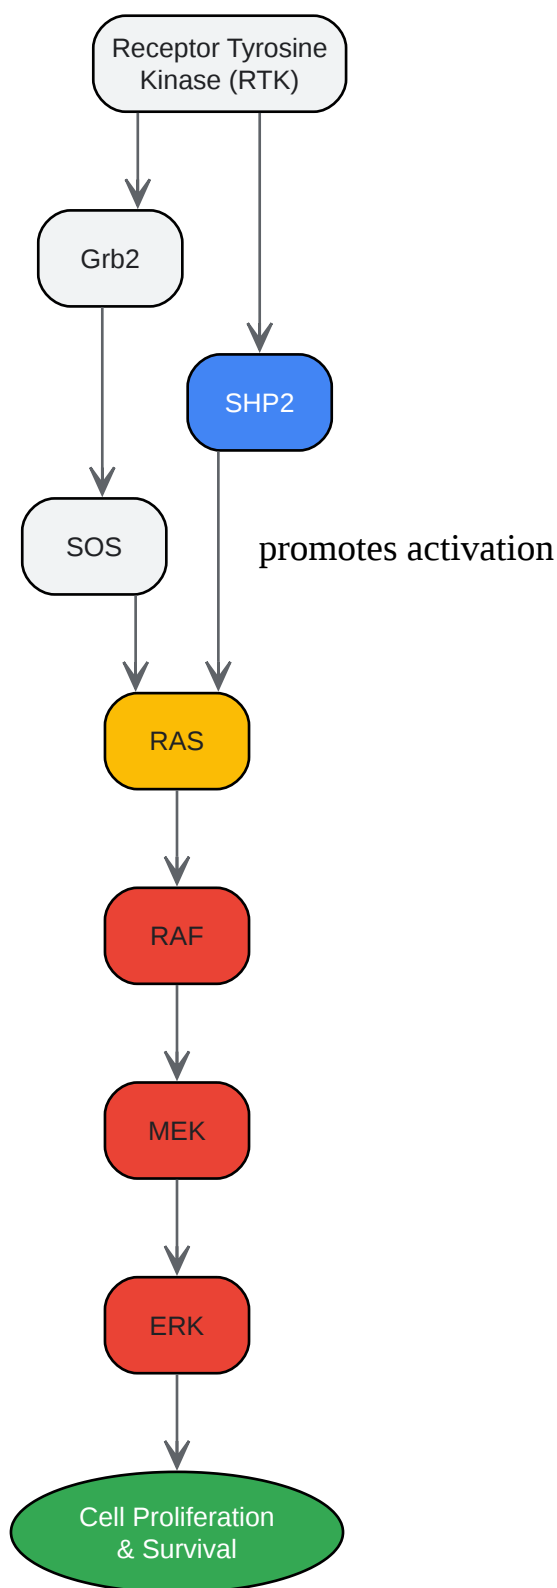 Receptor Tyrosine
Kinase (RTK)
Grb2
SHP2
SOS
promotes activation
RAS
RAF
MEK
ERK
Cell Proliferation
& Survival